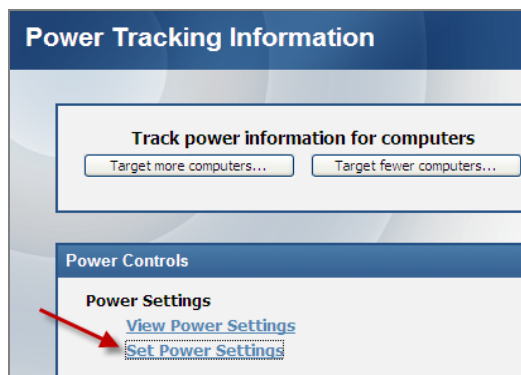 Power Tracking Information
Track power information for computers
Target more computers... Target fewer computers...
Power Controls
Power Settings
View Power Settings
Set Power Settings